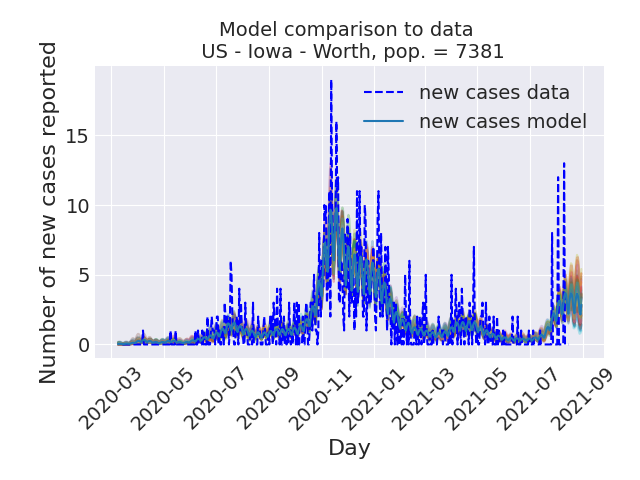 Model comparison to data
US - Iowa - Worth, pop. = 7381
new cases data
new cases model
Number of new cases reported
15
10
5
0
2020-03
2020-05
2020-07
2020-09
2020-11
2021-01
2021-03
2021-05
2021-07
2021-09
Day